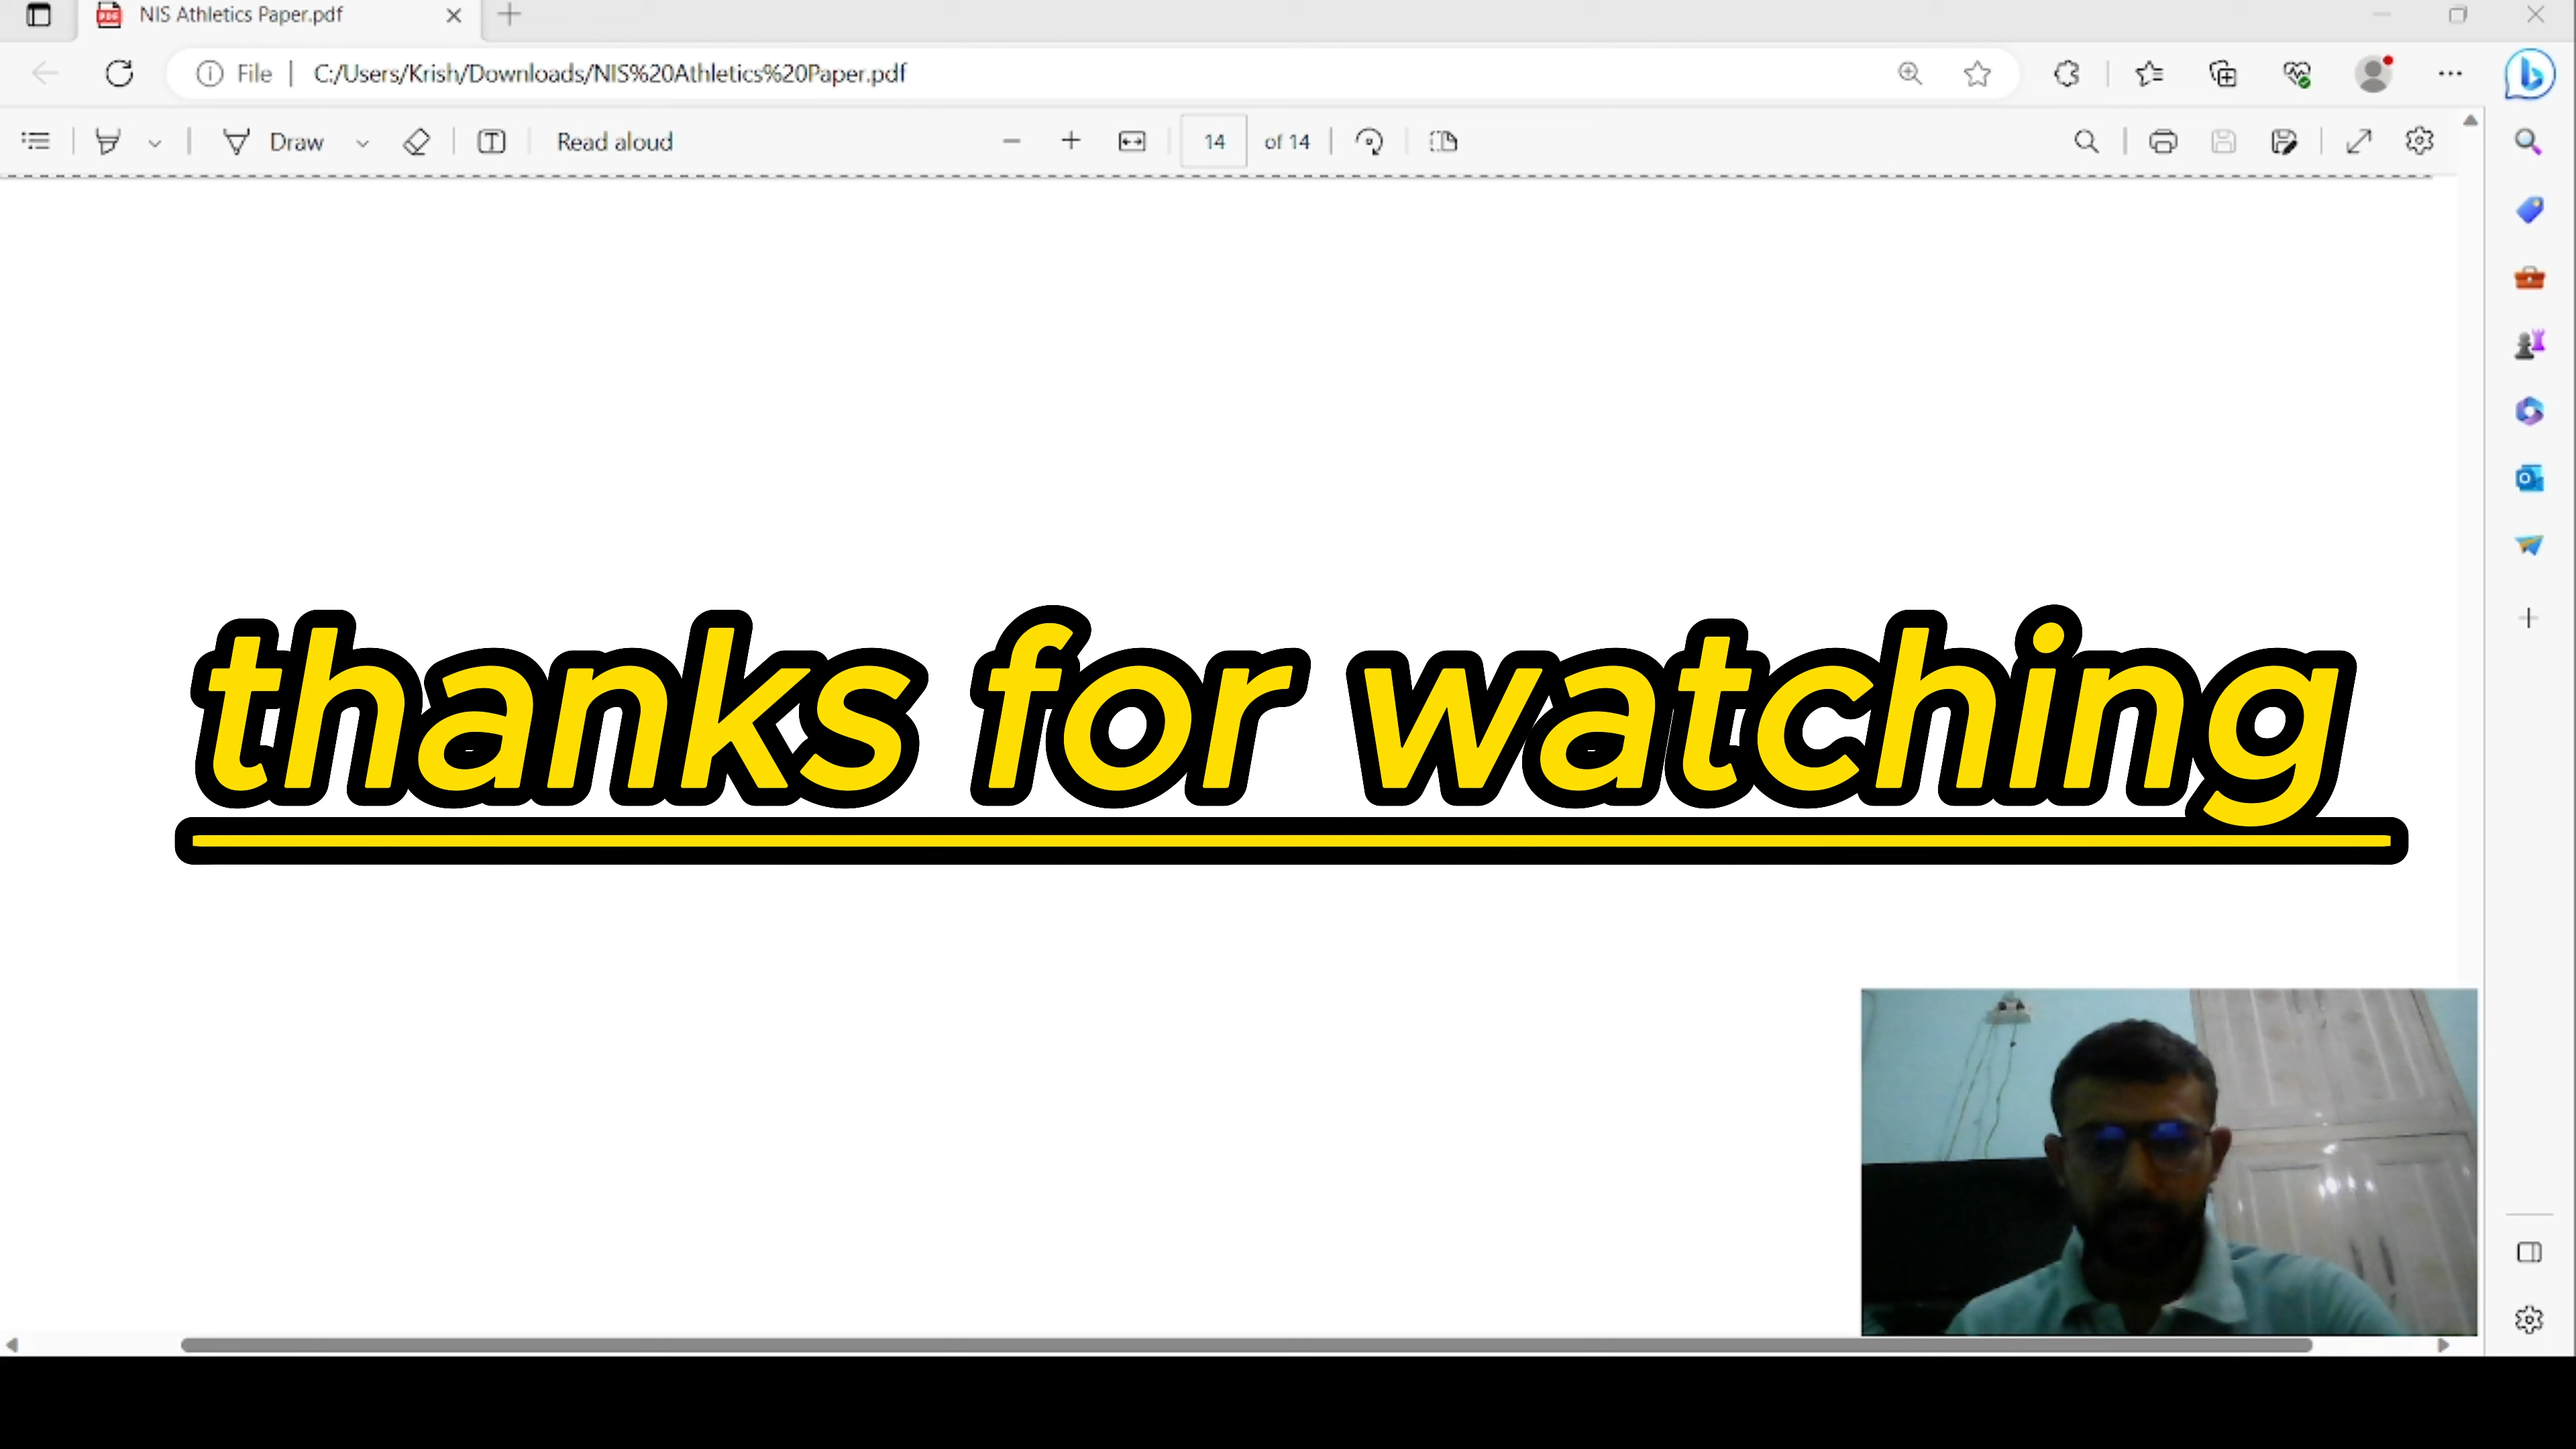 NIS Athletics Paper.pdf
File | C:/Users/Krish/Downloads/NIS%20Athletics%20Paper.pdf
Draw Read aloud 14 of 14
thanks for watching